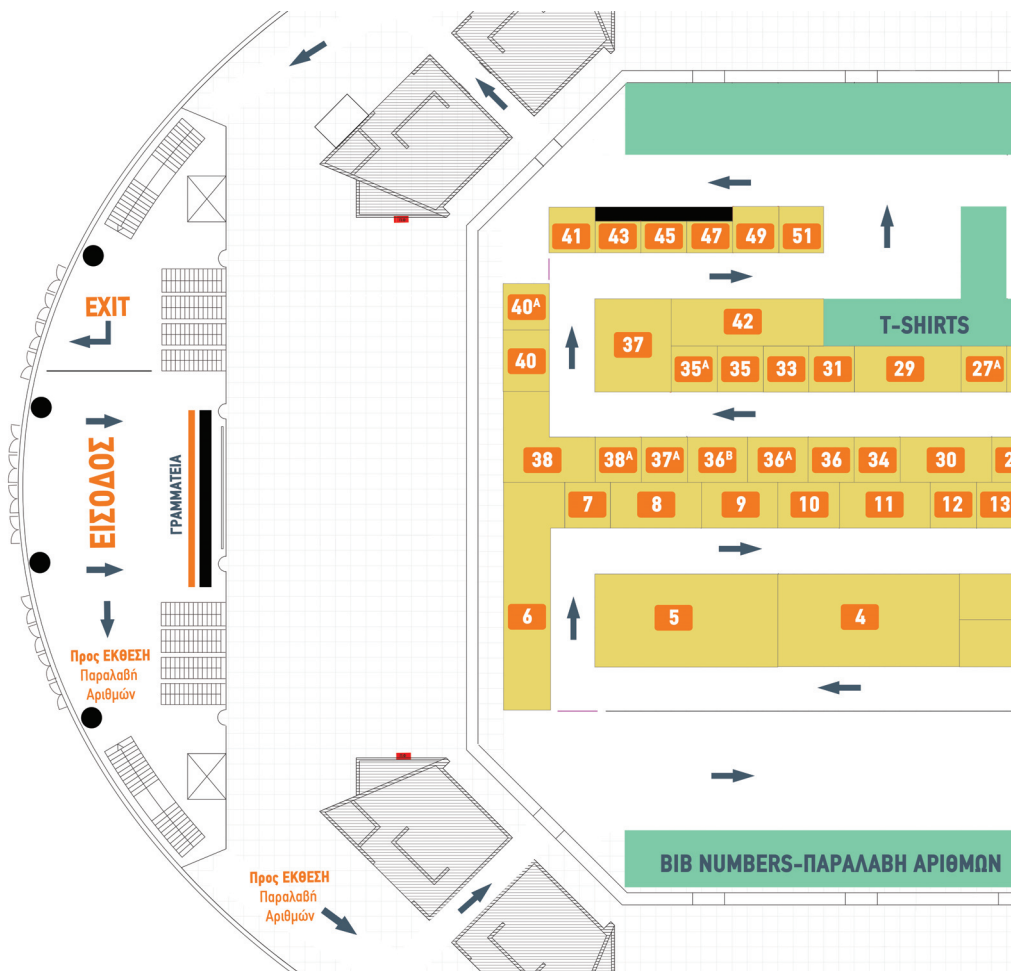 41 43 45 47 49 51
EXIT
40A
42
T-SHIRTS
37
40
35A 35 33 31 29 27A
ΕΙΣΟΔΟΣ
ΓΡΑΜΜΑΤΕΙΑ
38 38A 37A 36B 36A 36 34 30
7 8 9 10 11 12 13
6 5 4
Προς ΕΚΘΕΣΗ
Παραλαβή
Αριθμών
BIB NUMBERS-ΠΑΡΑΛΑΒΗ ΑΡΙΘΜΩΝ
Προς ΕΚΘΕΣΗ
Παραλαβή
Αριθμών